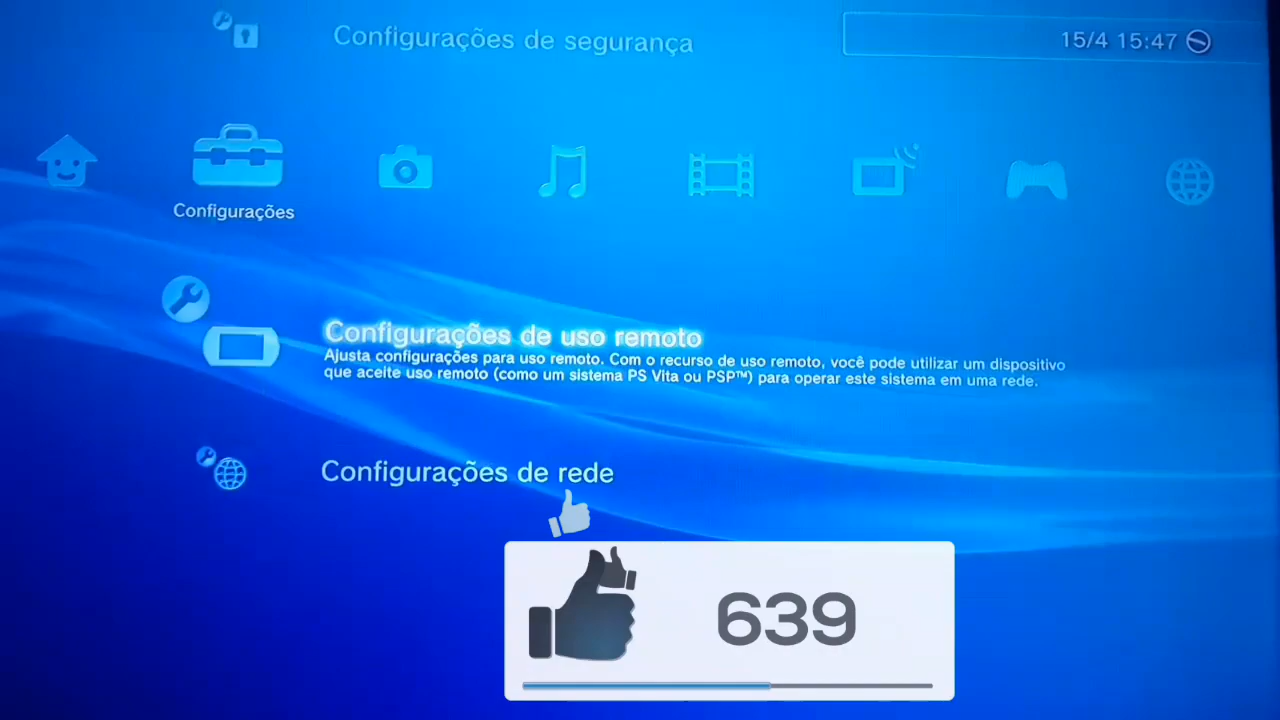 Configurações de segurança
15/4 15:47
Configurações
Configurações de uso remoto
Ajusta configurações para uso remoto. Com o recurso de uso remoto, você pode utilizar um dispositivo
que aceite uso remoto (como um sistema PS Vita ou PSP™) para operar este sistema em uma rede.
Configurações de rede
639